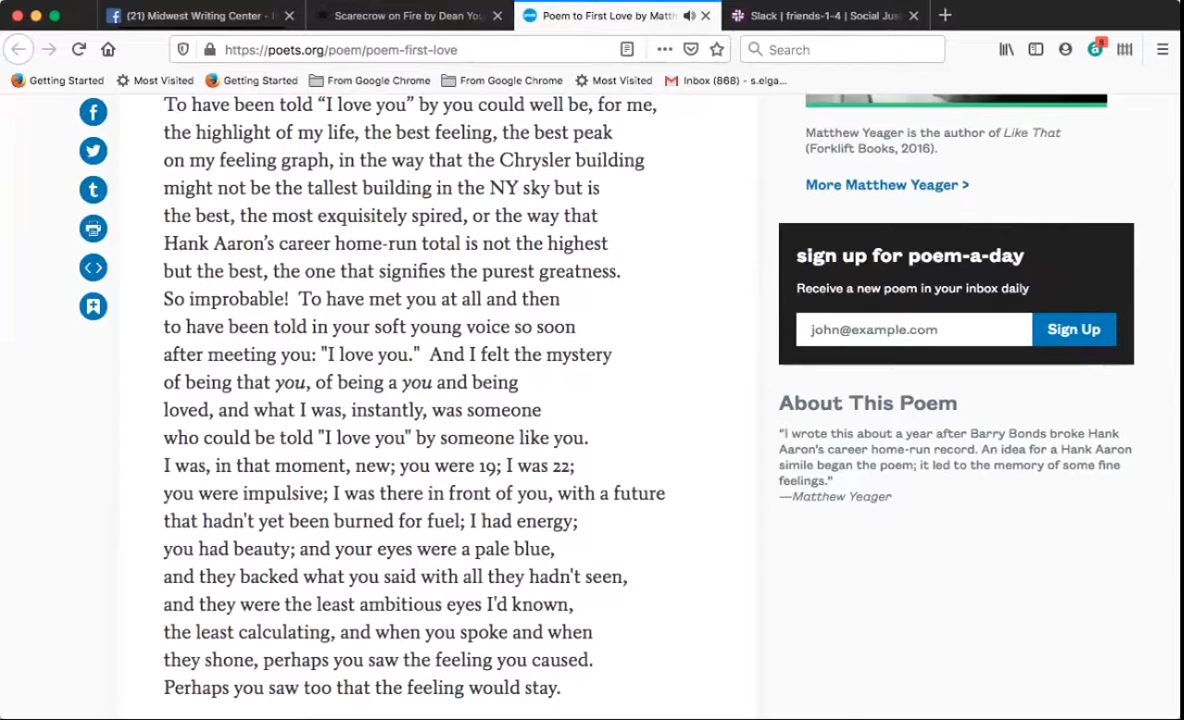 (21) Midwest Writing Center -
Scarecrow on Fire by Dean You
Poem to First Love by Matth
Slack | friends-1-4 | Social Jus
https://poets.org/poem/poem-first-love
Search
8
Getting Started
Most Visited
Getting Started
From Google Chrome
From Google Chrome
Most Visited
Inbox (868) - s.elga...
To have been told “I love you” by you could well be, for me,
the highlight of my life, the best feeling, the best peak
on my feeling graph, in the way that the Chrysler building
might not be the tallest building in the NY sky but is
the best, the most exquisitely spired, or the way that
Hank Aaron’s career home-run total is not the highest
but the best, the one that signifies the purest greatness.
So improbable!  To have met you at all and then
to have been told in your soft young voice so soon
after meeting you: "I love you."  And I felt the mystery
of being that you, of being a you and being
loved, and what I was, instantly, was someone
who could be told "I love you" by someone like you.
I was, in that moment, new; you were 19; I was 22;
you were impulsive; I was there in front of you, with a future
that hadn't yet been burned for fuel; I had energy;
you had beauty; and your eyes were a pale blue,
and they backed what you said with all they hadn't seen,
and they were the least ambitious eyes I'd known,
the least calculating, and when you spoke and when
they shone, perhaps you saw the feeling you caused.
Perhaps you saw too that the feeling would stay.
Matthew Yeager is the author of Like That
(Forklift Books, 2016).
More Matthew Yeager >
sign up for poem-a-day
Receive a new poem in your inbox daily
john@example.com
Sign Up
About This Poem
“I wrote this about a year after Barry Bonds broke Hank
Aaron's career home-run record. An idea for a Hank Aaron
simile began the poem; it led to the memory of some fine
feelings.”
—Matthew Yeager